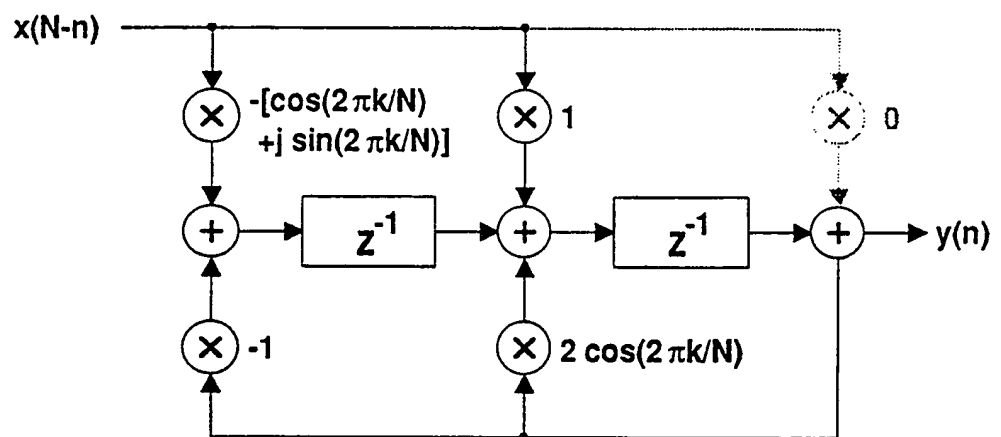 x(N-n)
-[cos(2πk/N)
+j sin(2πk/N)]
1
0
+
z⁻¹
+
z⁻¹
+
y(n)
-1
2 cos(2πk/N)